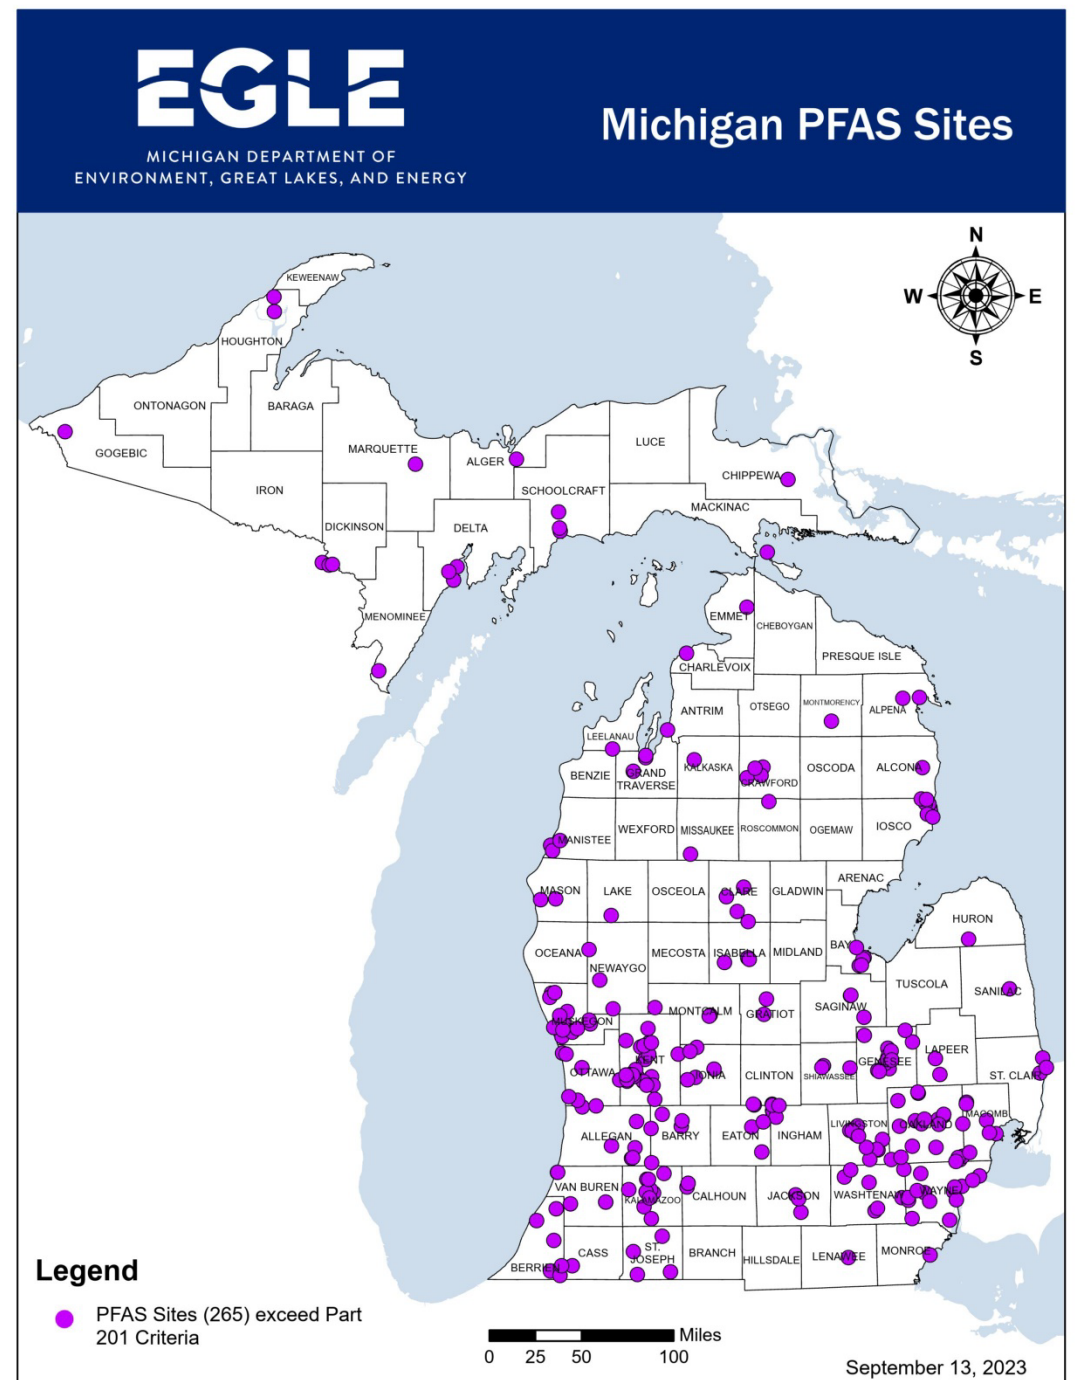 EGLE
MICHIGAN DEPARTMENT OF
ENVIRONMENT, GREAT LAKES, AND ENERGY
Michigan PFAS Sites
N
W
E
S
KEWEENAW
HOUGHTON
ONTONAGON
BARAGA
GOGEBIC
MARQUETTE
ALGER
LUCE
CHIPPEWA
IRON
SCHOOLCRAFT
MACKINAC
DICKINSON
DELTA
MENOMINEE
EMMET
CHEBOYGAN
PRESQUE ISLE
CHARLEVOIX
ANTRIM
OTSEGO
MONTMORENCY
ALPENA
LEELANAU
BENZIE
GRAND
TRAVERSE
KALKASKA
CRAWFORD
OSCODA
ALCONA
MANISTEE
WEXFORD
MISSAUKEE
ROSCOMMON
OGEMAW
IOSCO
MASON
LAKE
OSCEOLA
CLARE
GLADWIN
ARENAC
HURON
OCEANA
NEWAYGO
MECOSTA
ISABELLA
MIDLAND
BAY
TUSCOLA
SANILAC
MUSKEGON
MONTCALM
GRATIOT
SAGINAW
KENT
OTTAWA
IONIA
CLINTON
SHIAWASSEE
GENESEE
LAPEER
ST. CLAIR
ALLEGAN
BARRY
EATON
INGHAM
LIVINGSTON
OAKLAND
MACOMB
VAN BUREN
KALAMAZOO
CALHOUN
JACKSON
WASHTENAW
WAYNE
BERRIEN
CASS
ST.
JOSEPH
BRANCH
HILLSDALE
LENAWEE
MONROE
Legend
PFAS Sites (265) exceed Part
201 Criteria
Miles
0 25 50 100
September 13, 2023